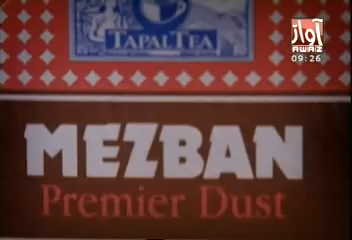 TAPAL TEA
آواز
AWAZ
09:26
MEZBAN
Premier Dust